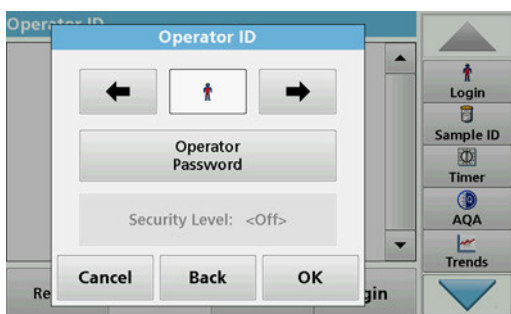 Operator ID
Operator ID
Login
Sample ID
Operator
Password
Timer
AQA
Security Level: <Off>
Trends
Cancel
Back
OK